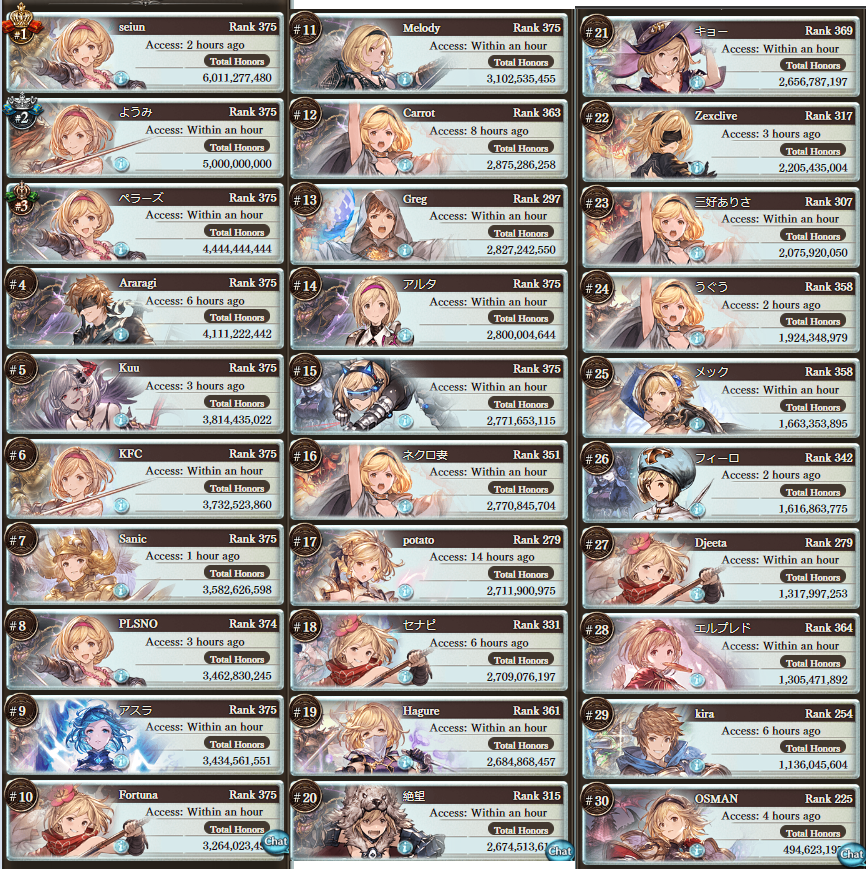 #1
seiun Rank 375
Access: 2 hours ago
Total Honors
6,011,277,480
#2
ようみ Rank 375
Access: Within an hour
Total Honors
5,000,000,000
#3
ペラーズ Rank 375
Access: Within an hour
Total Honors
4,444,444,444
#4
Araragi Rank 375
Access: 6 hours ago
Total Honors
4,111,222,442
#5
Kuu Rank 375
Access: 3 hours ago
Total Honors
3,814,435,022
#6
KFC Rank 375
Access: Within an hour
Total Honors
3,732,523,860
#7
Sanic Rank 375
Access: 1 hour ago
Total Honors
3,582,626,598
#8
PLSNO Rank 374
Access: 3 hours ago
Total Honors
3,462,830,245
#9
アスラ Rank 375
Access: Within an hour
Total Honors
3,434,561,551
#10
Fortuna Rank 375
Access: Within an hour
Total Honors
Chat
#11
Melody Rank 375
Access: Within an hour
Total Honors
3,102,535,455
#12
Carrot Rank 363
Access: 8 hours ago
Total Honors
2,875,286,258
#13
Greg Rank 297
Access: Within an hour
Total Honors
2,827,242,550
#14
アルタ Rank 375
Access: Within an hour
Total Honors
2,800,004,644
#15
Rank 375
Access: Within an hour
Total Honors
2,771,653,115
#16
ネクロ妻 Rank 351
Access: Within an hour
Total Honors
2,770,845,704
#17
potato Rank 279
Access: 14 hours ago
Total Honors
2,711,900,975
#18
セナピ Rank 331
Access: 6 hours ago
Total Honors
2,709,076,197
#19
Hagure Rank 361
Access: Within an hour
Total Honors
2,684,868,457
#20
絶望 Rank 315
Access: Within an hour
Total Honors
Chat
#21
キョー Rank 369
Access: Within an hour
Total Honors
2,656,787,197
#22
Zexclive Rank 317
Access: 3 hours ago
Total Honors
2,205,435,004
#23
三好ありさ Rank 307
Access: Within an hour
Total Honors
2,075,920,050
#24
うぐう Rank 358
Access: 2 hours ago
Total Honors
1,924,348,979
#25
メック Rank 358
Access: Within an hour
Total Honors
1,663,353,895
#26
フィーロ Rank 342
Access: 2 hours ago
Total Honors
1,616,863,775
#27
Djeeta Rank 279
Access: Within an hour
Total Honors
1,317,997,253
#28
エルプレド Rank 364
Access: Within an hour
Total Honors
1,305,471,892
#29
kira Rank 254
Access: 6 hours ago
Total Honors
1,136,045,604
#30
OSMAN Rank 225
Access: 4 hours ago
Total Honors
Chat